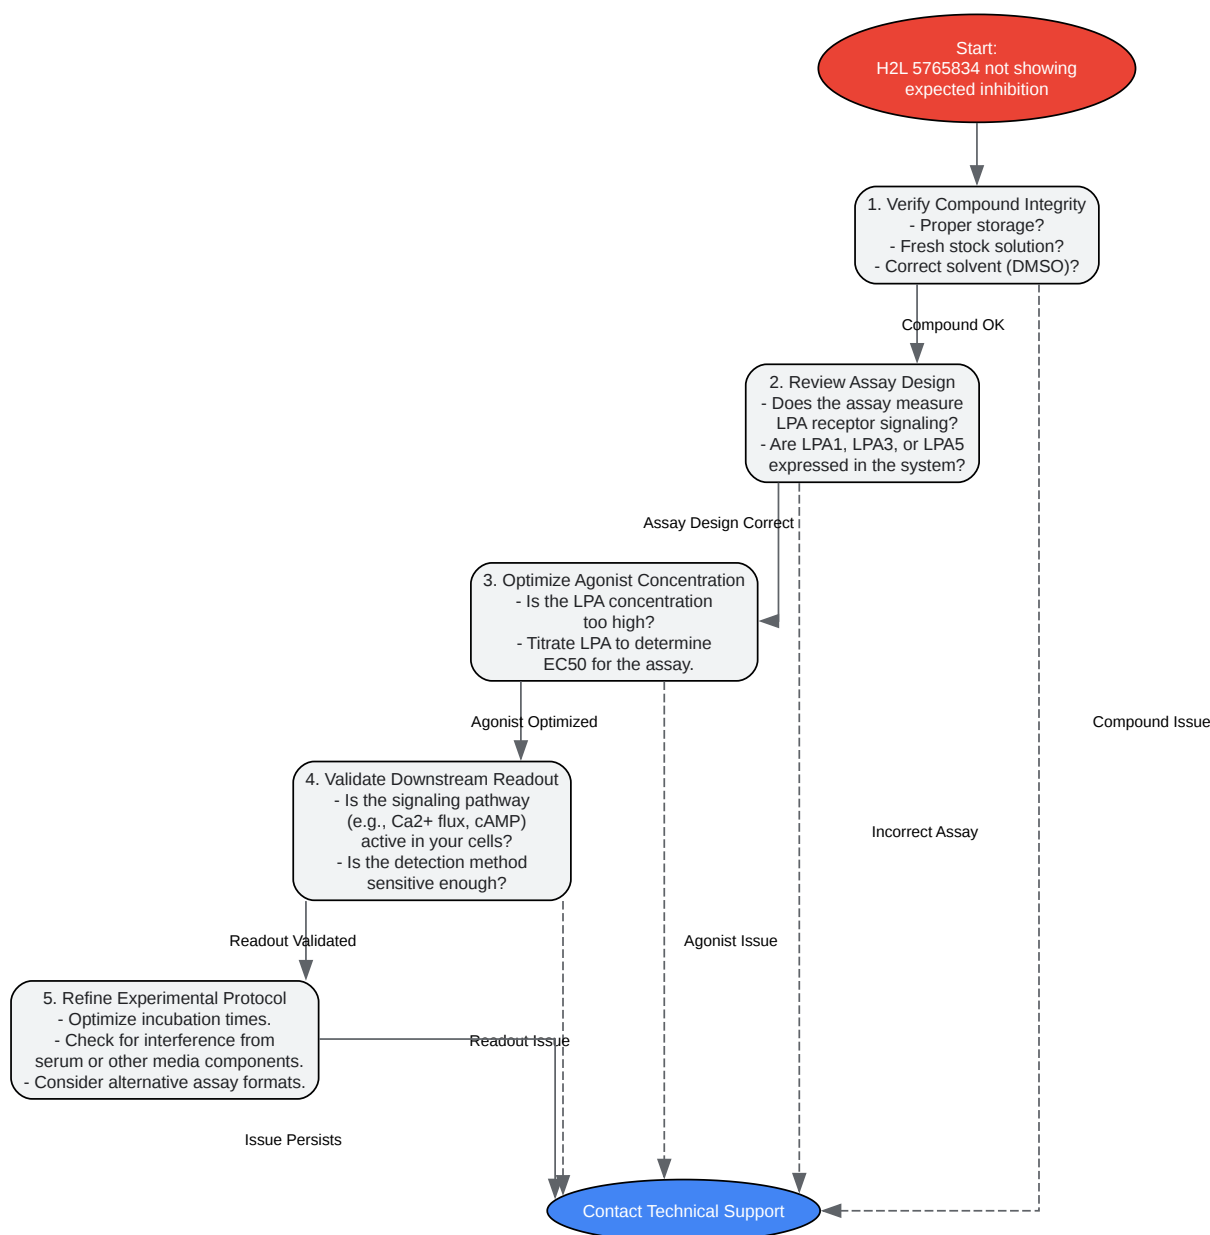 Start:
H2L 5765834 not showing
expected inhibition
1. Verify Compound Integrity
- Proper storage?
- Fresh stock solution?
- Correct solvent (DMSO)?
Compound OK
2. Review Assay Design
- Does the assay measure
LPA receptor signaling?
- Are LPA1, LPA3, or LPA5
expressed in the system?
Assay Design Correct
3. Optimize Agonist Concentration
- Is the LPA concentration
too high?
- Titrate LPA to determine
EC50 for the assay.
Agonist Optimized
Compound Issue
4. Validate Downstream Readout
- Is the signaling pathway
(e.g., Ca2+ flux, cAMP)
active in your cells?
- Is the detection method
sensitive enough?
Incorrect Assay
Readout Validated
Agonist Issue
5. Refine Experimental Protocol
- Optimize incubation times.
- Check for interference from
serum or other media components.
- Consider alternative assay formats.
Readout Issue
Issue Persists
Contact Technical Support